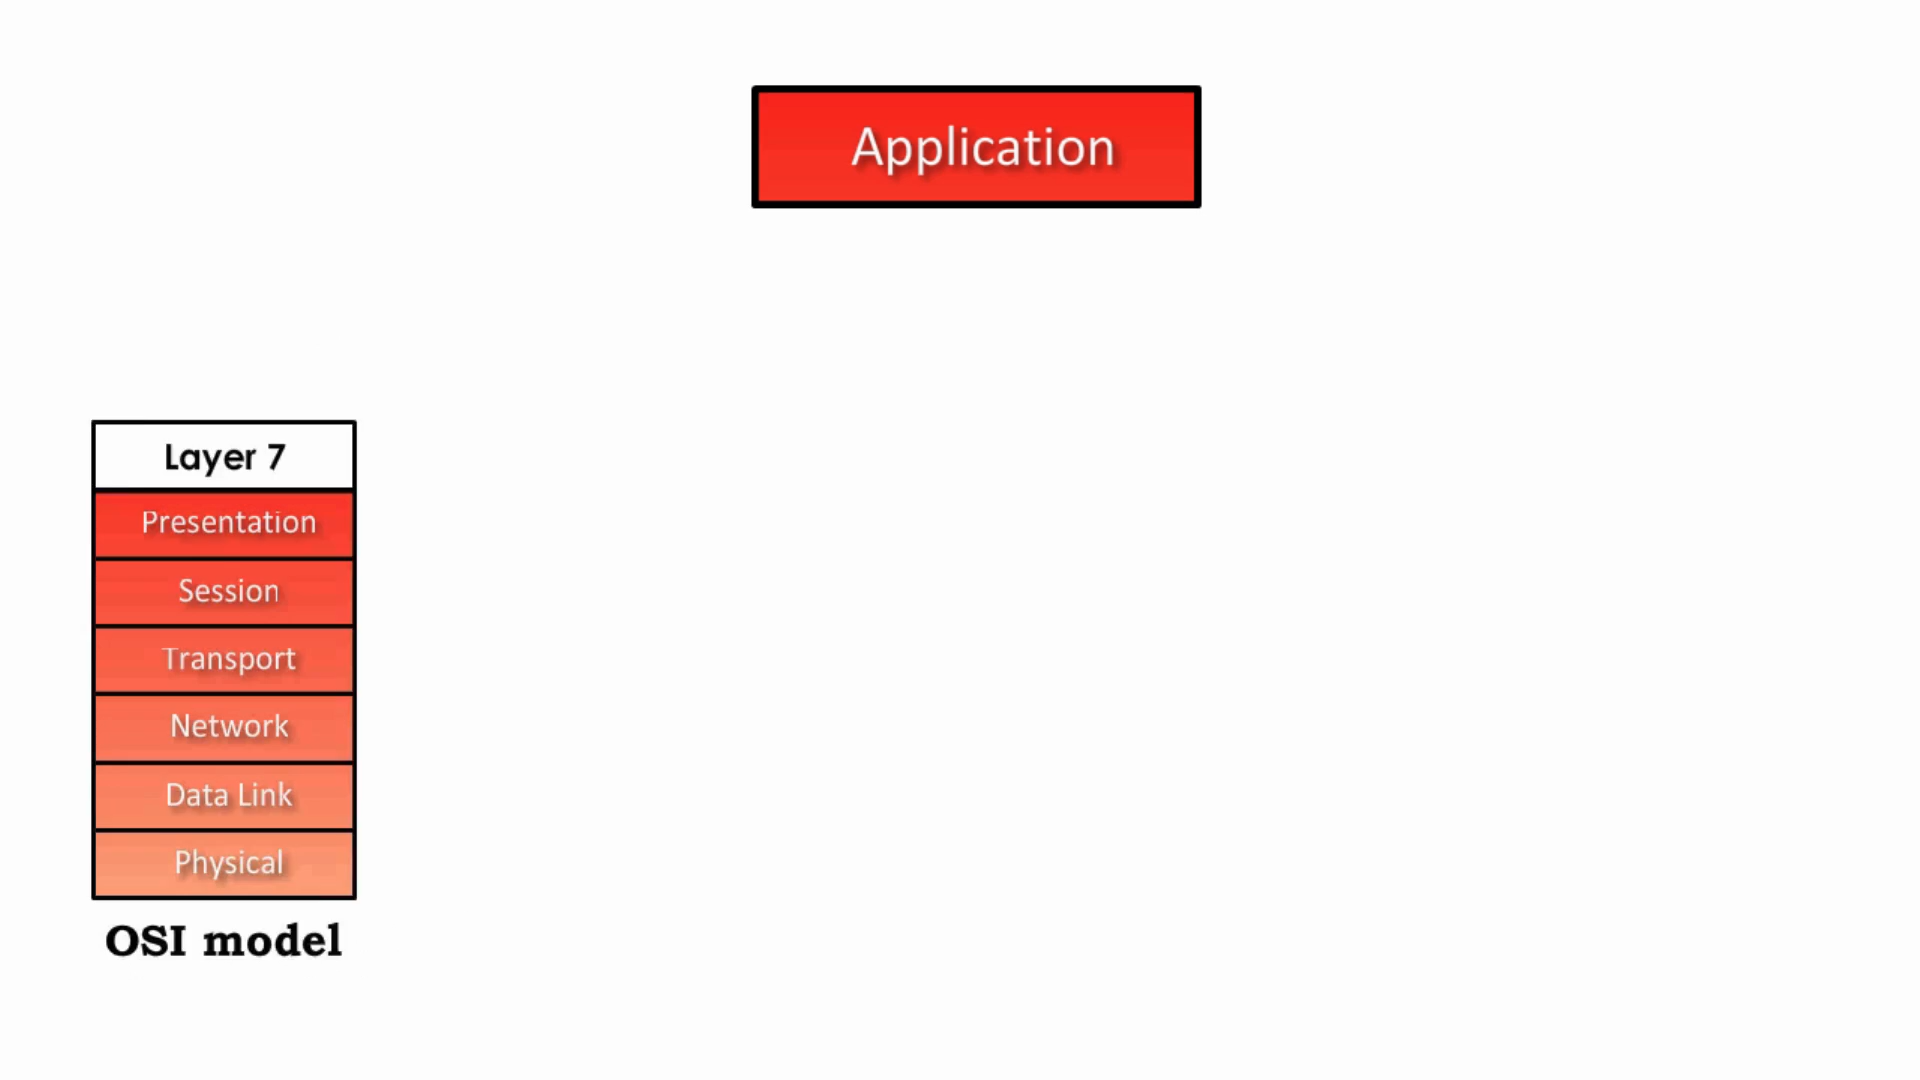 Application
Layer 7
Presentation
Session
Transport
Network
Data Link
Physical
OSI model